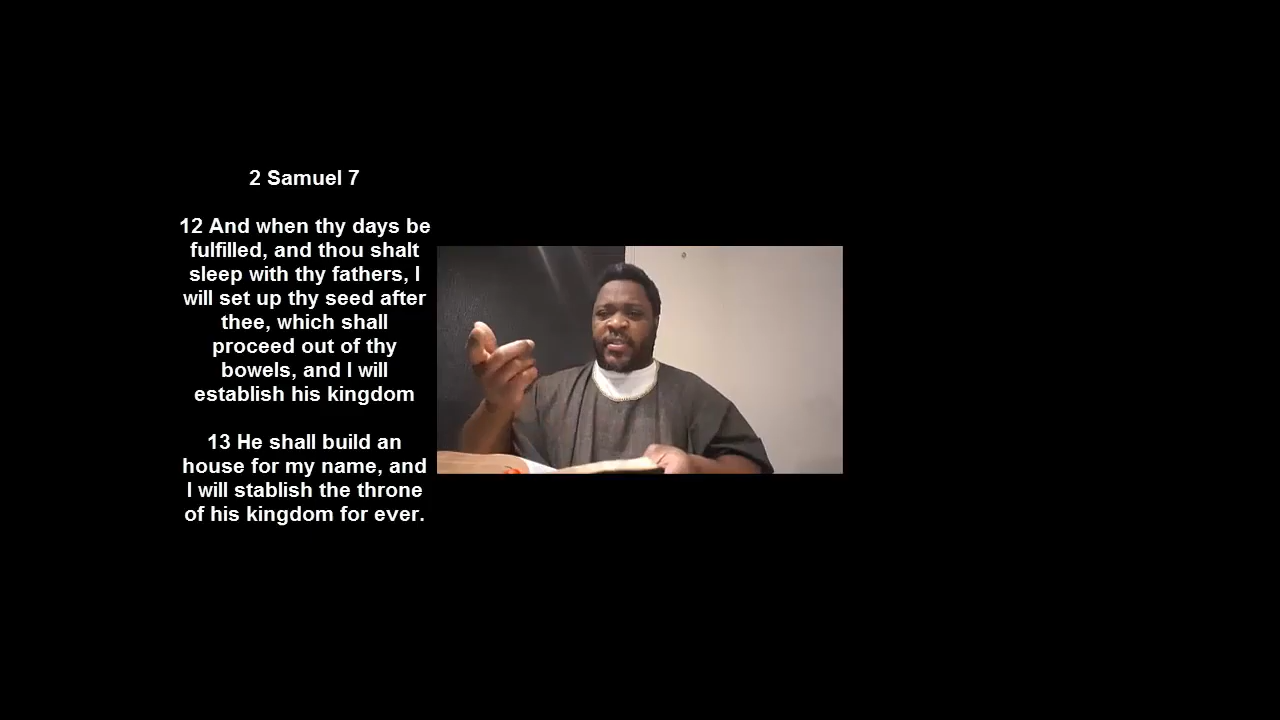 2 Samuel 7
12 And when thy days be
fulfilled, and thou shalt
sleep with thy fathers, I
will set up thy seed after
thee, which shall
proceed out of thy
bowels, and I will
establish his kingdom
13 He shall build an
house for my name, and
I will stablish the throne
of his kingdom for ever.